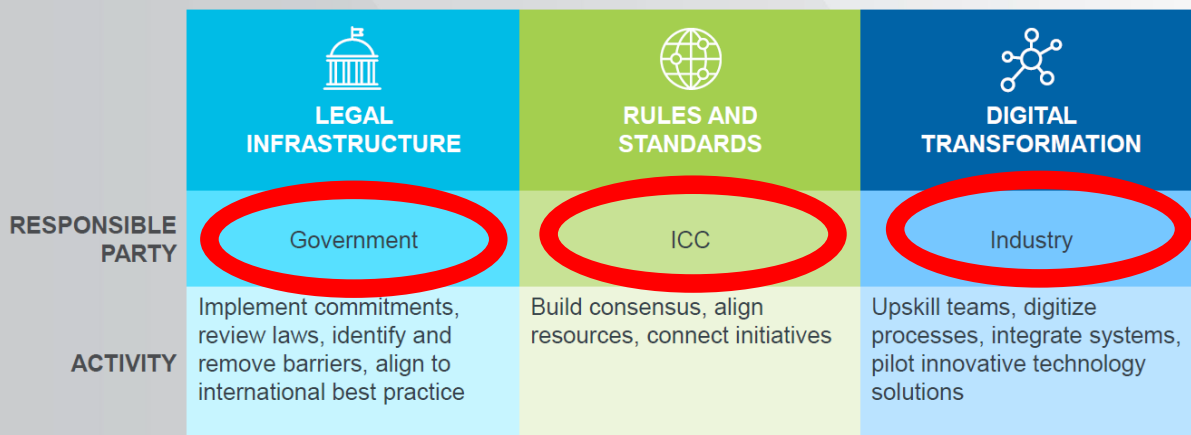 LEGAL
INFRASTRUCTURE
RULES AND
STANDARDS
DIGITAL
TRANSFORMATION
RESPONSIBLE
PARTY
Government
ICC
Industry
ACTIVITY
Implement commitments,
review laws, identify and
remove barriers, align to
international best practice
Build consensus, align
resources, connect initiatives
Upskill teams, digitize
processes, integrate systems,
pilot innovative technology
solutions